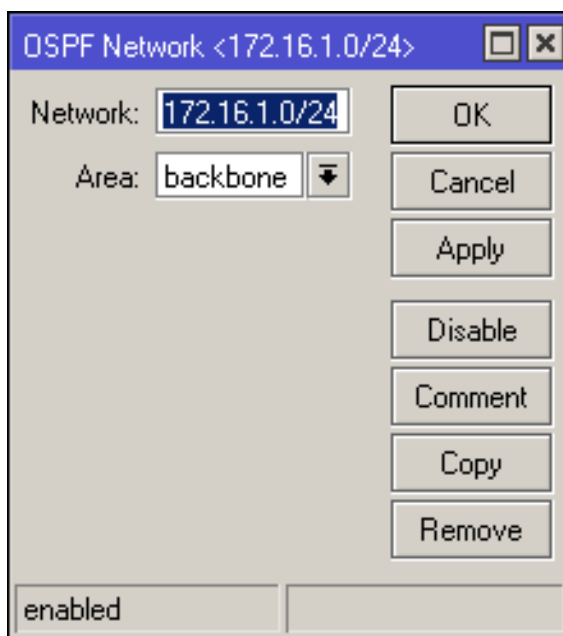 OSPF Network <172.16.1.0/24>
Network: 172.16.1.0/24
OK
Area: backbone
Cancel
Apply
Disable
Comment
Copy
Remove
enabled